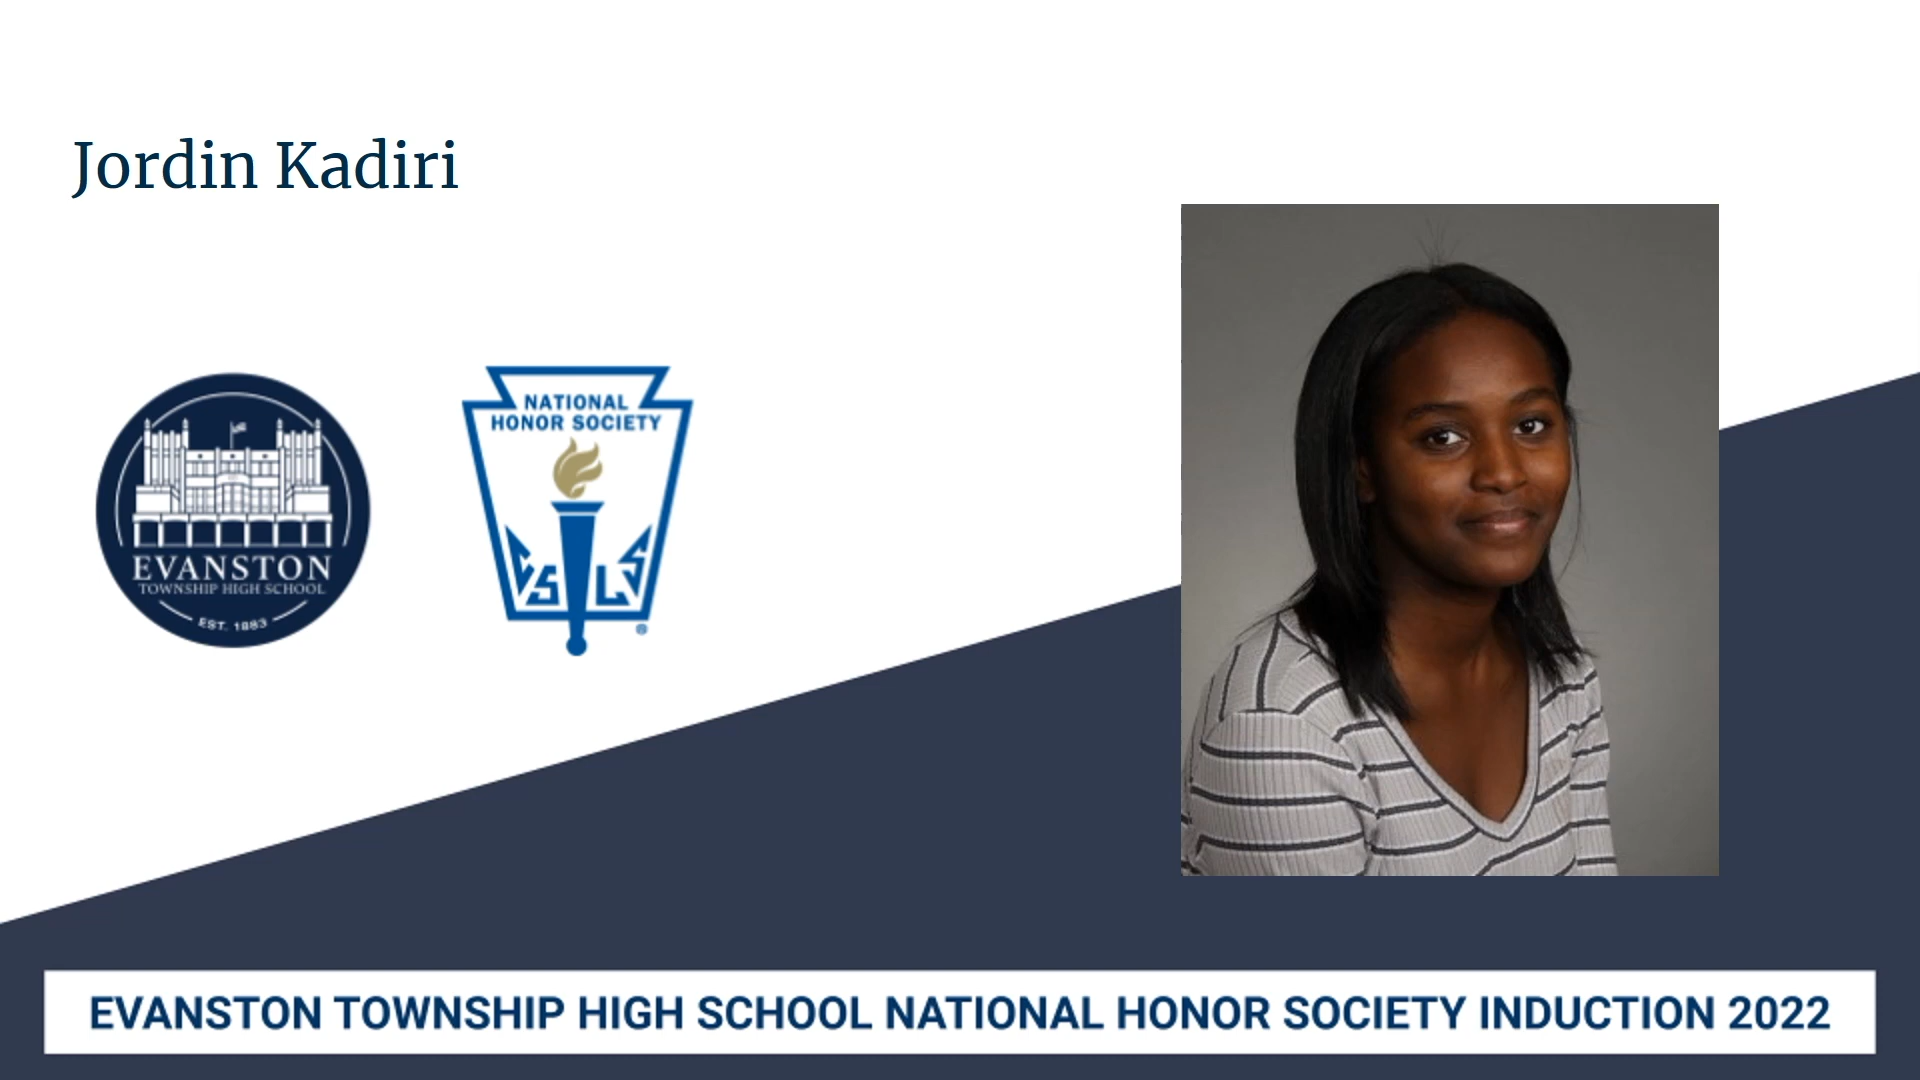 Jordin Kadiri
EVANSTON
TOWNSHIP HIGH SCHOOL
EST. 1883
NATIONAL
HONOR SOCIETY
C S L S
®
EVANSTON TOWNSHIP HIGH SCHOOL NATIONAL HONOR SOCIETY INDUCTION 2022